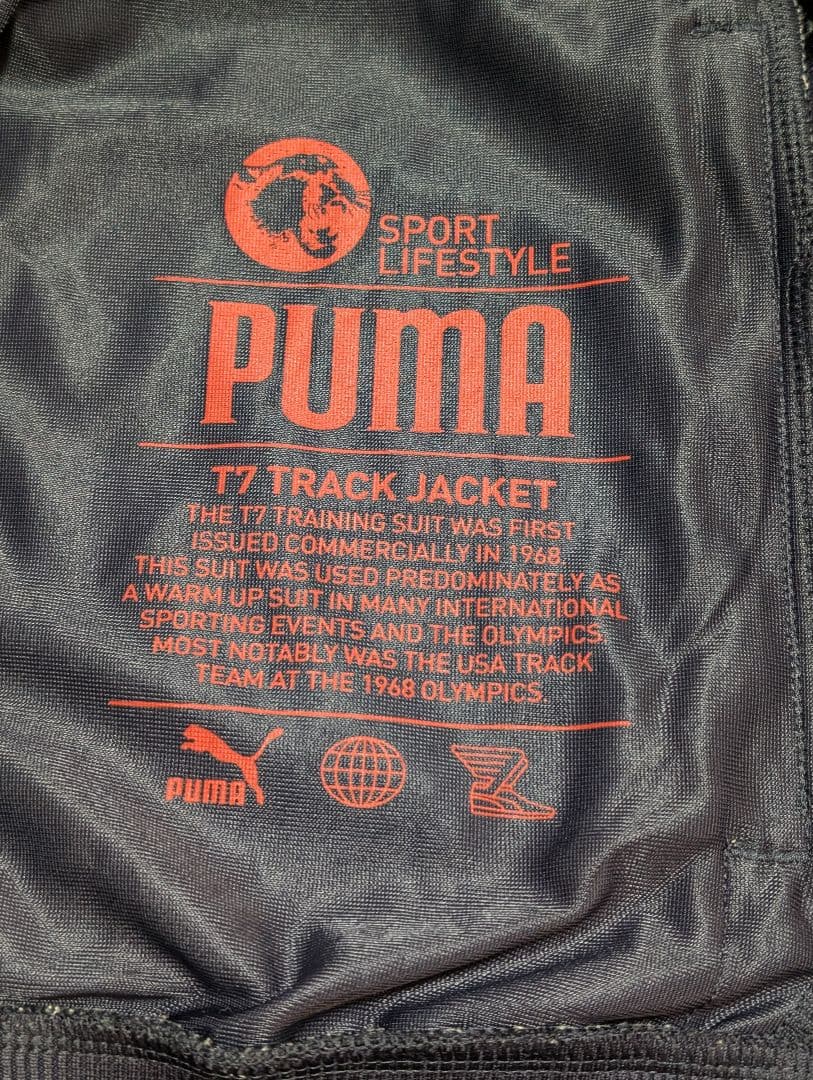 SPORT
LIFESTYLE
PUMA
T7 TRACK JACKET
THE T7 TRAINING SUIT WAS FIRST
ISSUED COMMERCIALLY IN 1968
THIS SUIT WAS USED PREDOMINATELY AS
A WARM UP SUIT IN MANY INTERNATIONAL
SPORTING EVENTS AND THE OLYMPICS.
MOST NOTABLY WAS THE USA TRACK
TEAM AT THE 1968 OLYMPICS.
PUMA